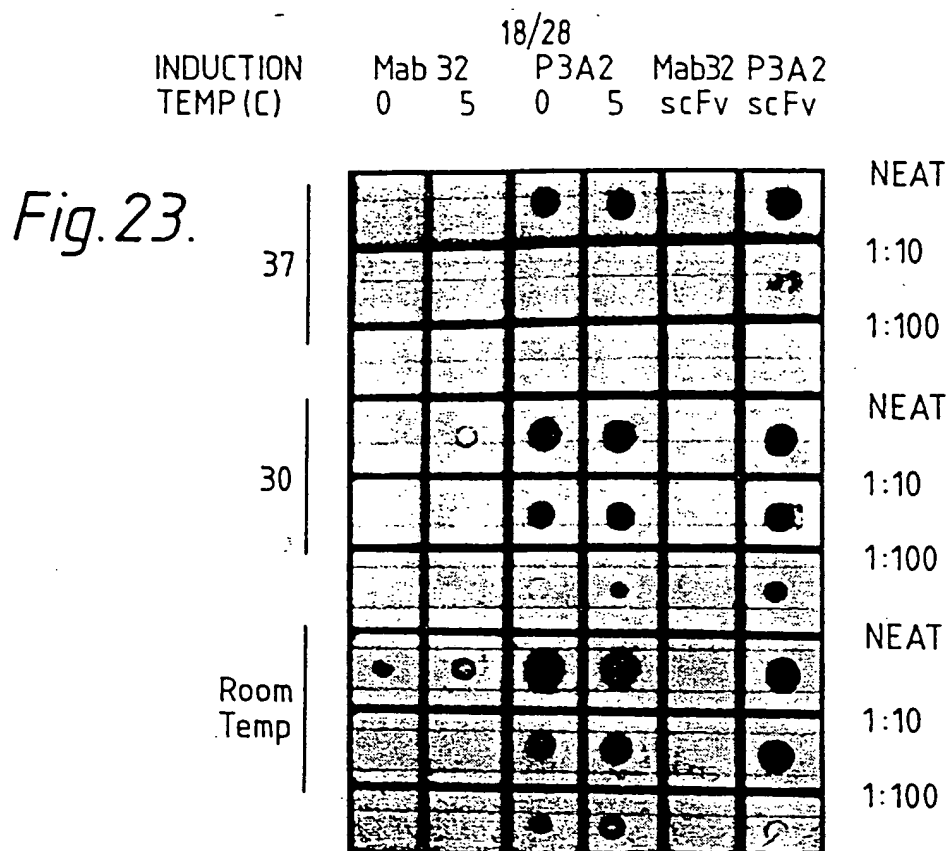 18/28
INDUCTION Mab 32 P3A2 Mab32 P3A2
TEMP (C) 0 5 0 5 scFv scFv
Fig.23.
NEAT
37 1:10
1:100
NEAT
30 1:10
1:100
NEAT
Room
Temp 1:10
1:100